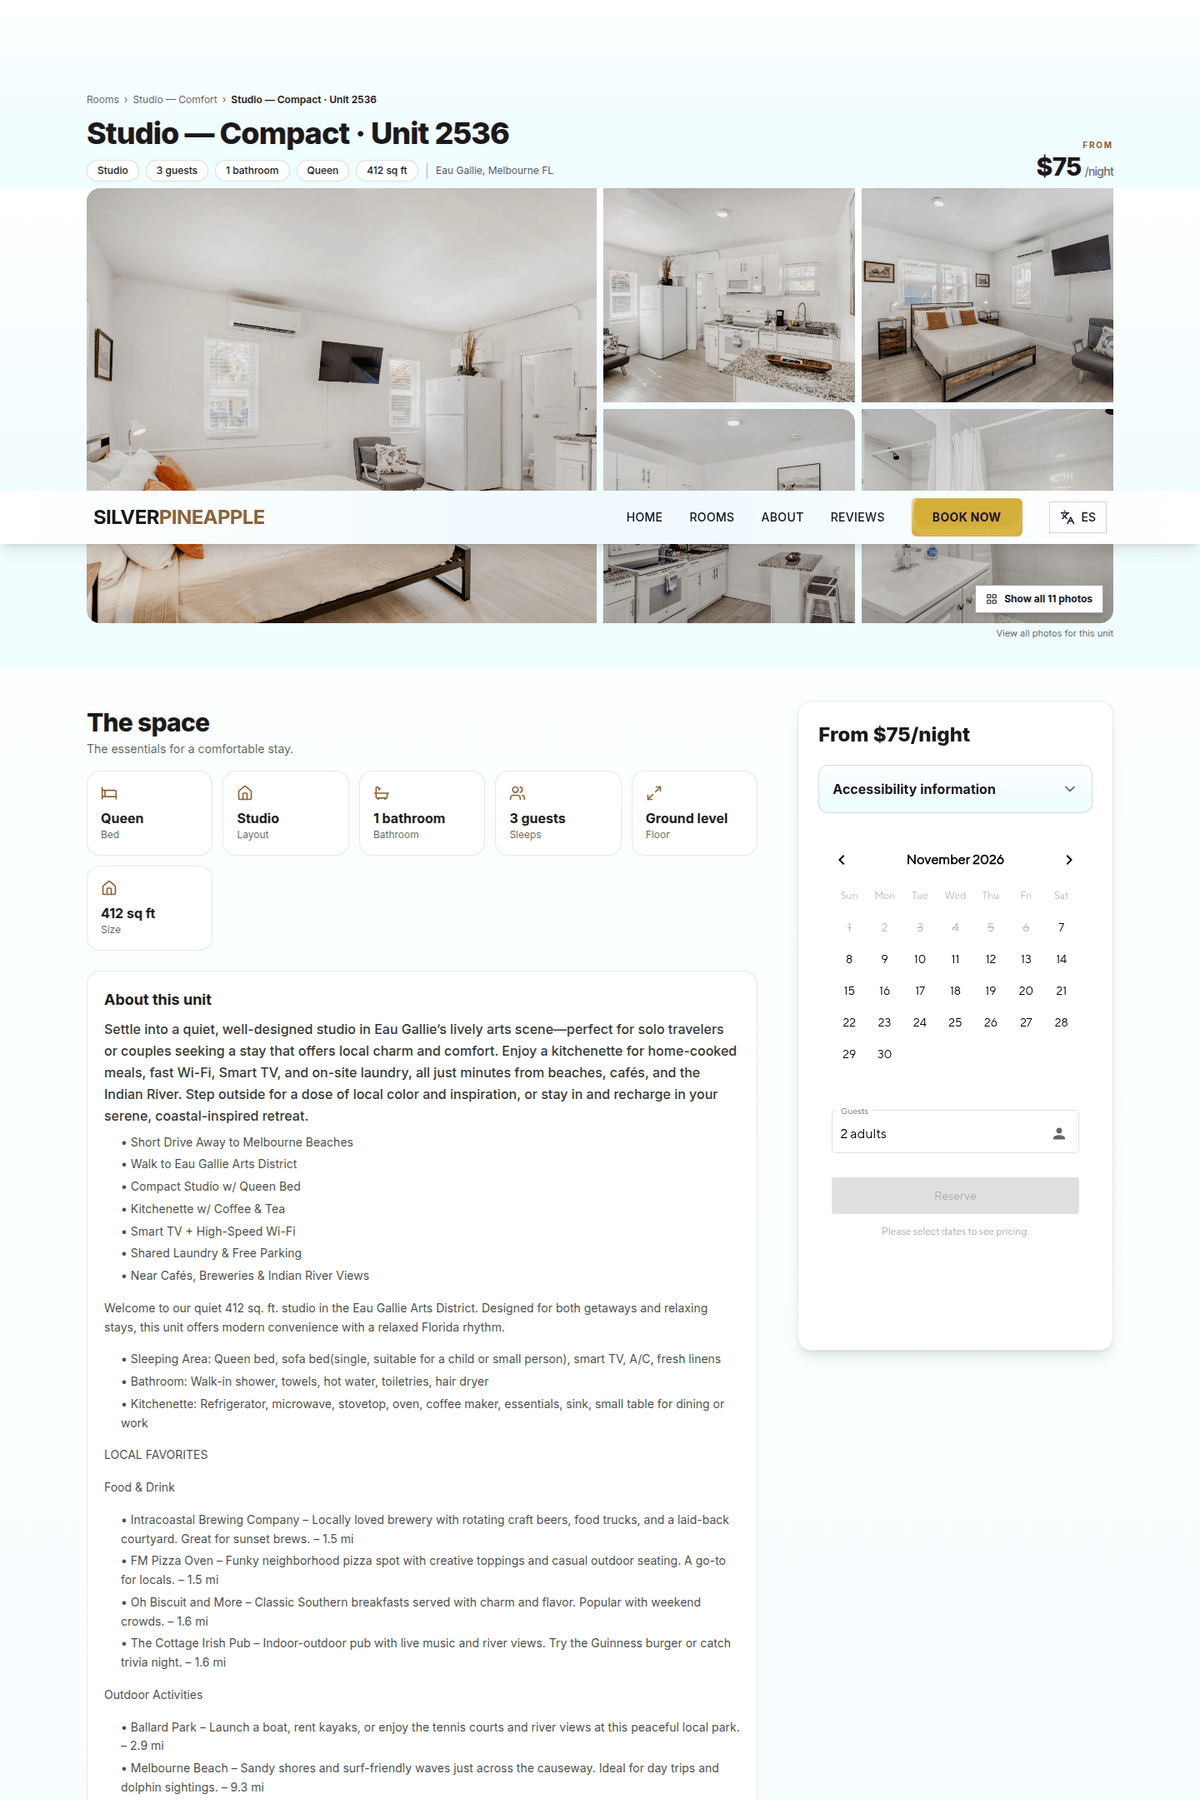 Rooms › Studio — Comfort › Studio — Compact · Unit 2536
Studio — Compact · Unit 2536
Studio 3 guests 1 bathroom Queen 412 sq ft Eau Gallie, Melbourne FL
FROM
$75 /night
SILVERPINEAPPLE HOME ROOMS ABOUT REVIEWS BOOK NOW ES
Show all 11 photos
View all photos for this unit
The space
The essentials for a comfortable stay.
Queen
Bed
Studio
Layout
1 bathroom
Bathroom
3 guests
Sleeps
Ground level
Floor
412 sq ft
Size
About this unit
Settle into a quiet, well-designed studio in Eau Gallie’s lively arts scene—perfect for solo travelers
or couples seeking a stay that offers local charm and comfort. Enjoy a kitchenette for home-cooked
meals, fast Wi-Fi, Smart TV, and on-site laundry, all just minutes from beaches, cafés, and the
Indian River. Step outside for a dose of local color and inspiration, or stay in and recharge in your
serene, coastal-inspired retreat.
• Short Drive Away to Melbourne Beaches
• Walk to Eau Gallie Arts District
• Compact Studio w/ Queen Bed
• Kitchenette w/ Coffee & Tea
• Smart TV + High-Speed Wi-Fi
• Shared Laundry & Free Parking
• Near Cafés, Breweries & Indian River Views
Welcome to our quiet 412 sq. ft. studio in the Eau Gallie Arts District. Designed for both getaways and relaxing
stays, this unit offers modern convenience with a relaxed Florida rhythm.
• Sleeping Area: Queen bed, sofa bed(single, suitable for a child or small person), smart TV, A/C, fresh linens
• Bathroom: Walk-in shower, towels, hot water, toiletries, hair dryer
• Kitchenette: Refrigerator, microwave, stovetop, oven, coffee maker, essentials, sink, small table for dining or
work
LOCAL FAVORITES
Food & Drink
• Intracoastal Brewing Company – Locally loved brewery with rotating craft beers, food trucks, and a laid-back
courtyard. Great for sunset brews. – 1.5 mi
• FM Pizza Oven – Funky neighborhood pizza spot with creative toppings and casual outdoor seating. A go-to
for locals. – 1.5 mi
• Oh Biscuit and More – Classic Southern breakfasts served with charm and flavor. Popular with weekend
crowds. – 1.6 mi
• The Cottage Irish Pub – Indoor-outdoor pub with live music and river views. Try the Guinness burger or catch
trivia night. – 1.6 mi
Outdoor Activities
• Ballard Park – Launch a boat, rent kayaks, or enjoy the tennis courts and river views at this peaceful local park.
– 2.9 mi
• Melbourne Beach – Sandy shores and surf-friendly waves just across the causeway. Ideal for day trips and
dolphin sightings. – 9.3 mi
From $75/night
Accessibility information
November 2026
Sun Mon Tue Wed Thu Fri Sat
1 2 3 4 5 6 7
8 9 10 11 12 13 14
15 16 17 18 19 20 21
22 23 24 25 26 27 28
29 30
Guests
2 adults
Reserve
Please select dates to see pricing.